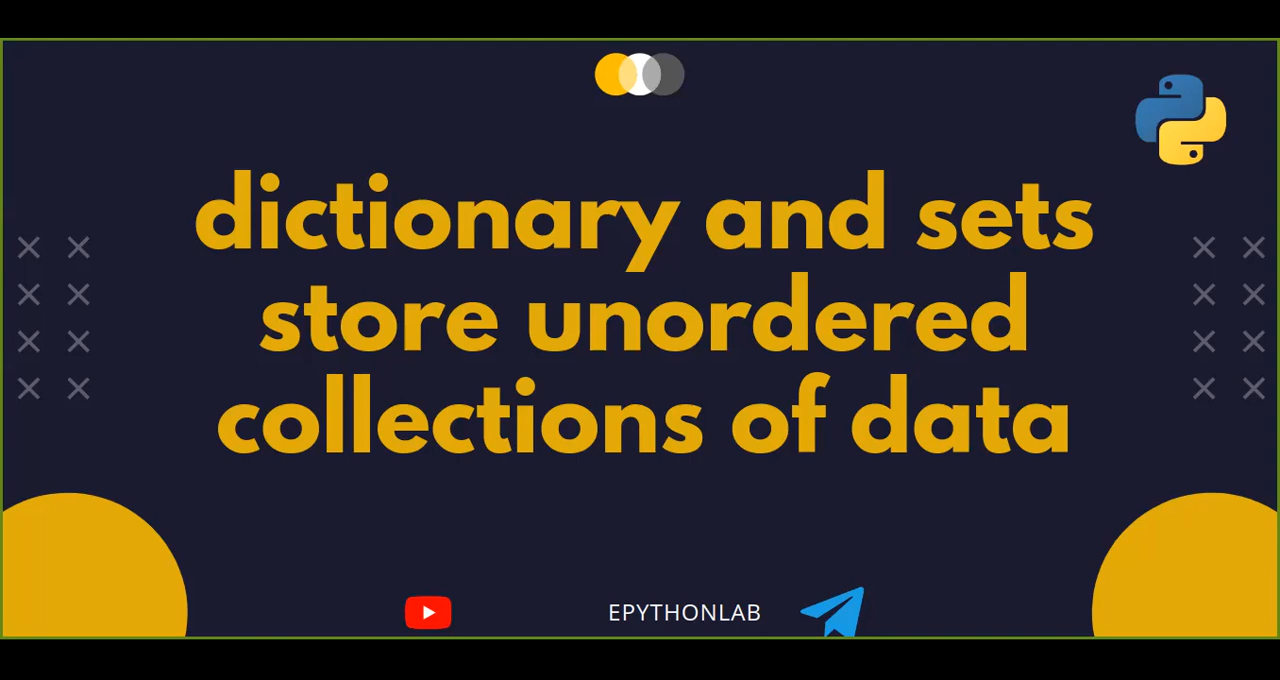 dictionary and sets
store unordered
collections of data
EPYTHONLAB